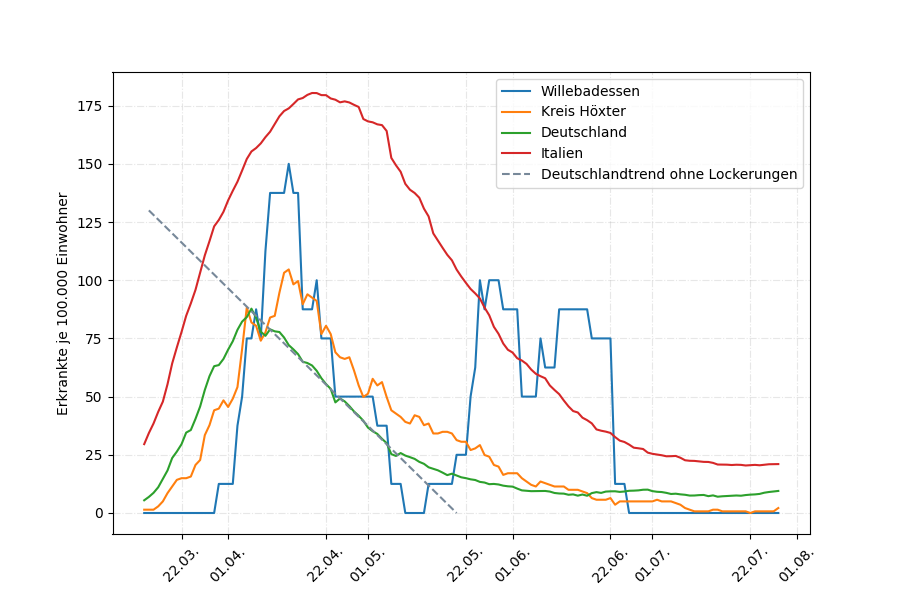 Willebadessen
Kreis Höxter
Deutschland
Italien
Deutschlandtrend ohne Lockerungen
Erkrankte je 100.000 Einwohner
175
150
125
100
75
50
25
0
22.03. 01.04. 22.04. 01.05. 22.05. 01.06. 22.06. 01.07. 22.07. 01.08.